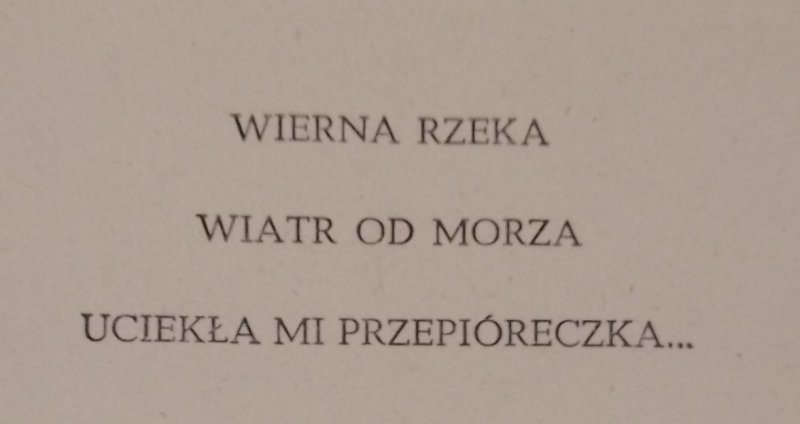 WIERNA RZEKA
WIATR OD MORZA
UCIEKŁA MI PRZEPIÓRECZKA...